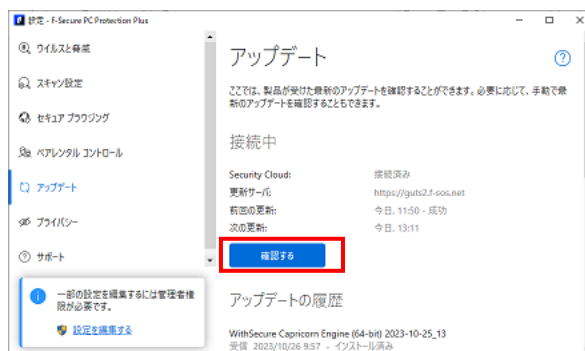 設定 - F-Secure PC Protection Plus
ウイルスと脅威
スキャン設定
セキュア ブラウジング
ペアレンタル コントロール
アップデート
プライバシー
サポート
一部の設定を編集するには管理者権
限が必要です。
設定を編集する
アップデート
ここでは、製品が受けた最新のアップデートを確認することができます。必要に応じて、手動で最
新のアップデートを確認することもできます。
接続中
Security Cloud: 接続済み
更新サーバ: https://guts2.f-sos.net
前回の更新: 今日, 11:50 - 成功
次の更新: 今日, 13:11
確認する
アップデートの履歴
WithSecure Capricorn Engine (64-bit) 2023-10-25_13
受信 2023/10/26 9:57 - インストール済み